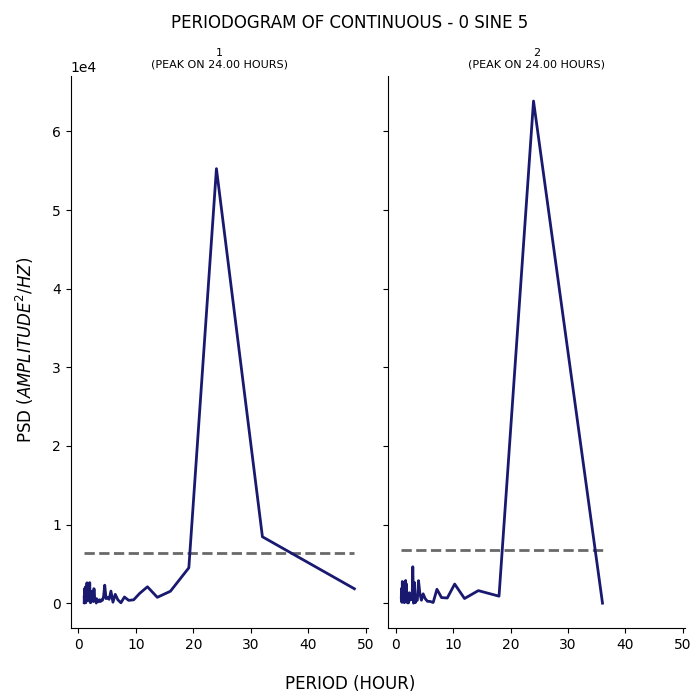 PERIODOGRAM OF CONTINUOUS - 0 SINE 5
1
(PEAK ON 24.00 HOURS)
2
(PEAK ON 24.00 HOURS)
1e4
6
5
4
3
2
1
0
PSD (AMPLITUDE²/HZ)
0 10 20 30 40 50
0 10 20 30 40 50
PERIOD (HOUR)